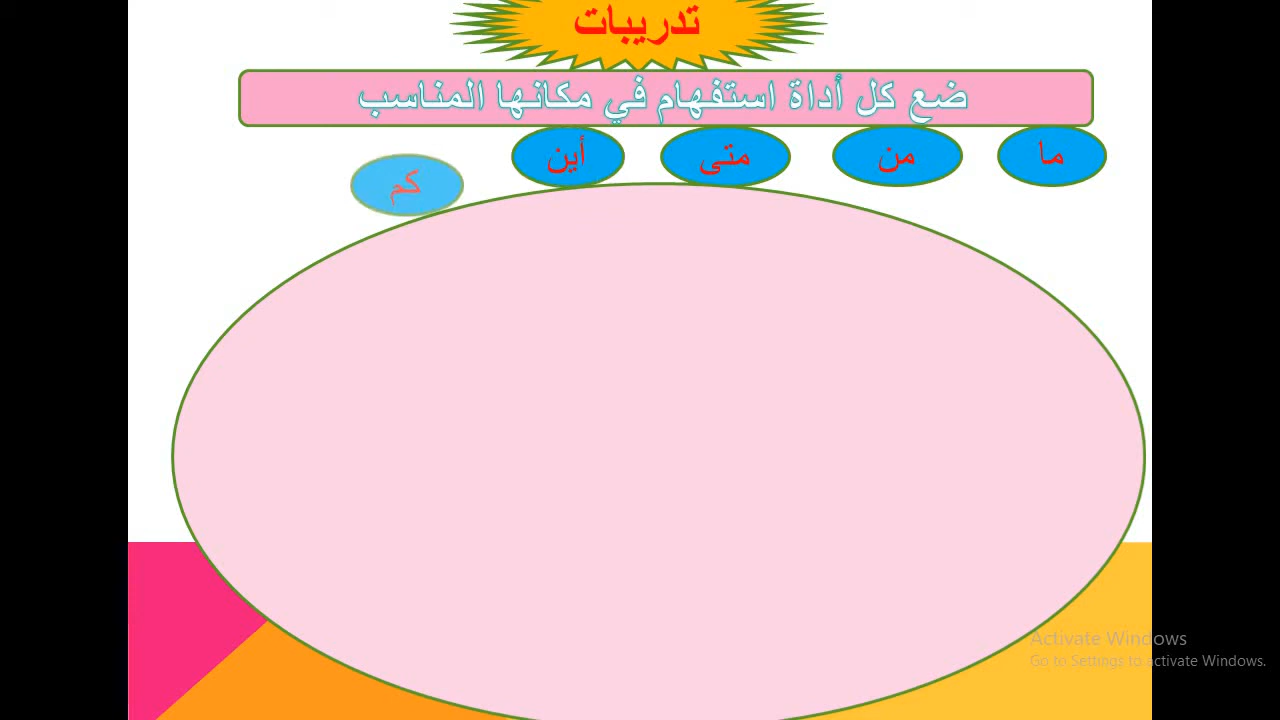 تدريبات
ضع كل أداة استفهام في مكانها المناسب
ما من متى أين كم
Activate Windows
Go to Settings to activate Windows.